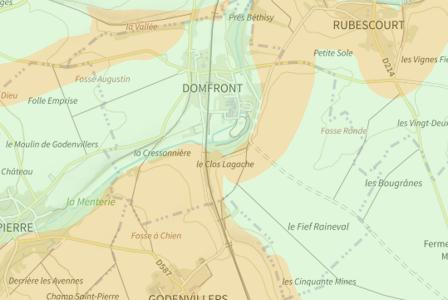 Prés Béthisy
RUBESCOURT
la Vallée
Petite Sole
les Vignes
D214
Fosse Augustin
DOMFRONT
Dieu
Folle Emprise
les Vingt-Deux
Fosse Ronde
le Moulin de Godenvillers
la Cressonnière
le Clos Lagache
Château
les Bougrânes
la Menterie
PIERRE
le Fief Raineval
Fosse à Chien
Ferme
D587
Derrière les Avennes
les Cinquante Mines
Champ Saint-Pierre
GODENVILLERS